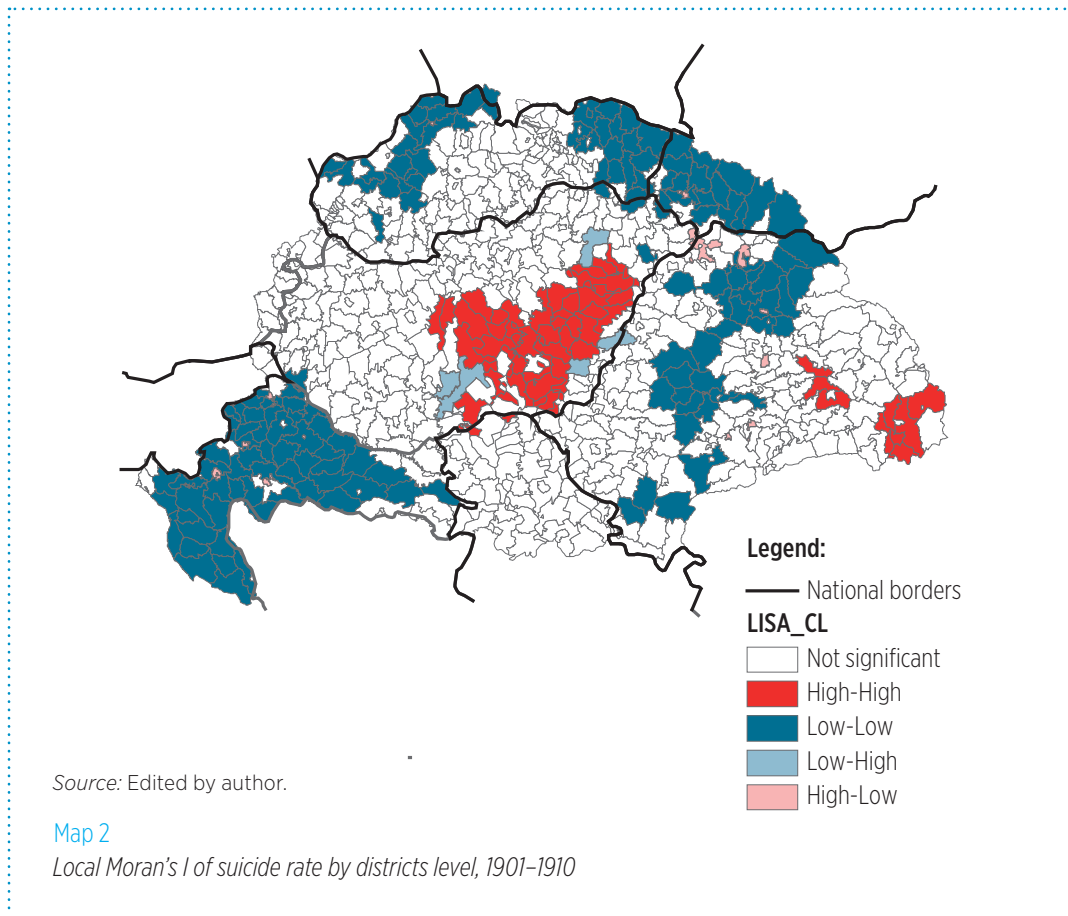 Legend:
National borders
LISA_CL
Not significant
High-High
Low-Low
Low-High
High-Low
Source: Edited by author.
Map 2
Local Moran's I of suicide rate by districts level, 1901–1910